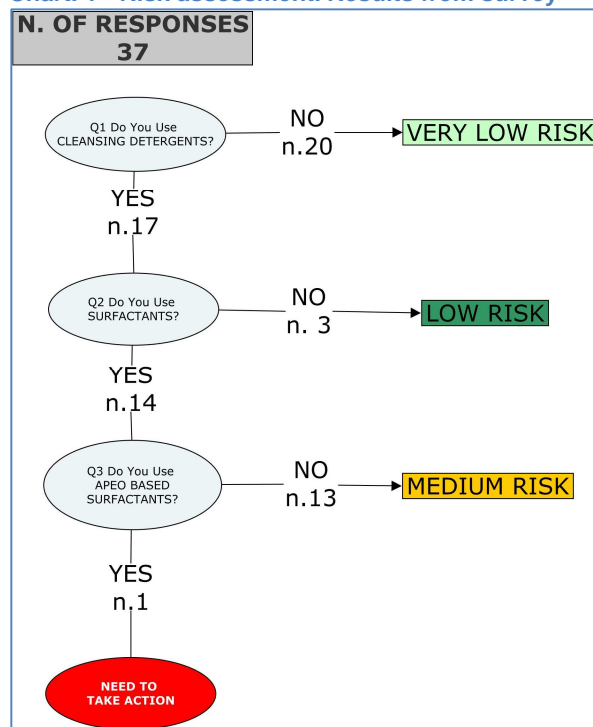 N. OF RESPONSES
37
Q1 Do You Use
CLEANSING DETERGENTS?
NO
n.20
VERY LOW RISK
YES
n.17
Q2 Do You Use
SURFACTANTS?
NO
n. 3
LOW RISK
YES
n.14
Q3 Do You Use
APEO BASED
SURFACTANTS?
NO
n.13
MEDIUM RISK
YES
n.1
NEED TO
TAKE ACTION